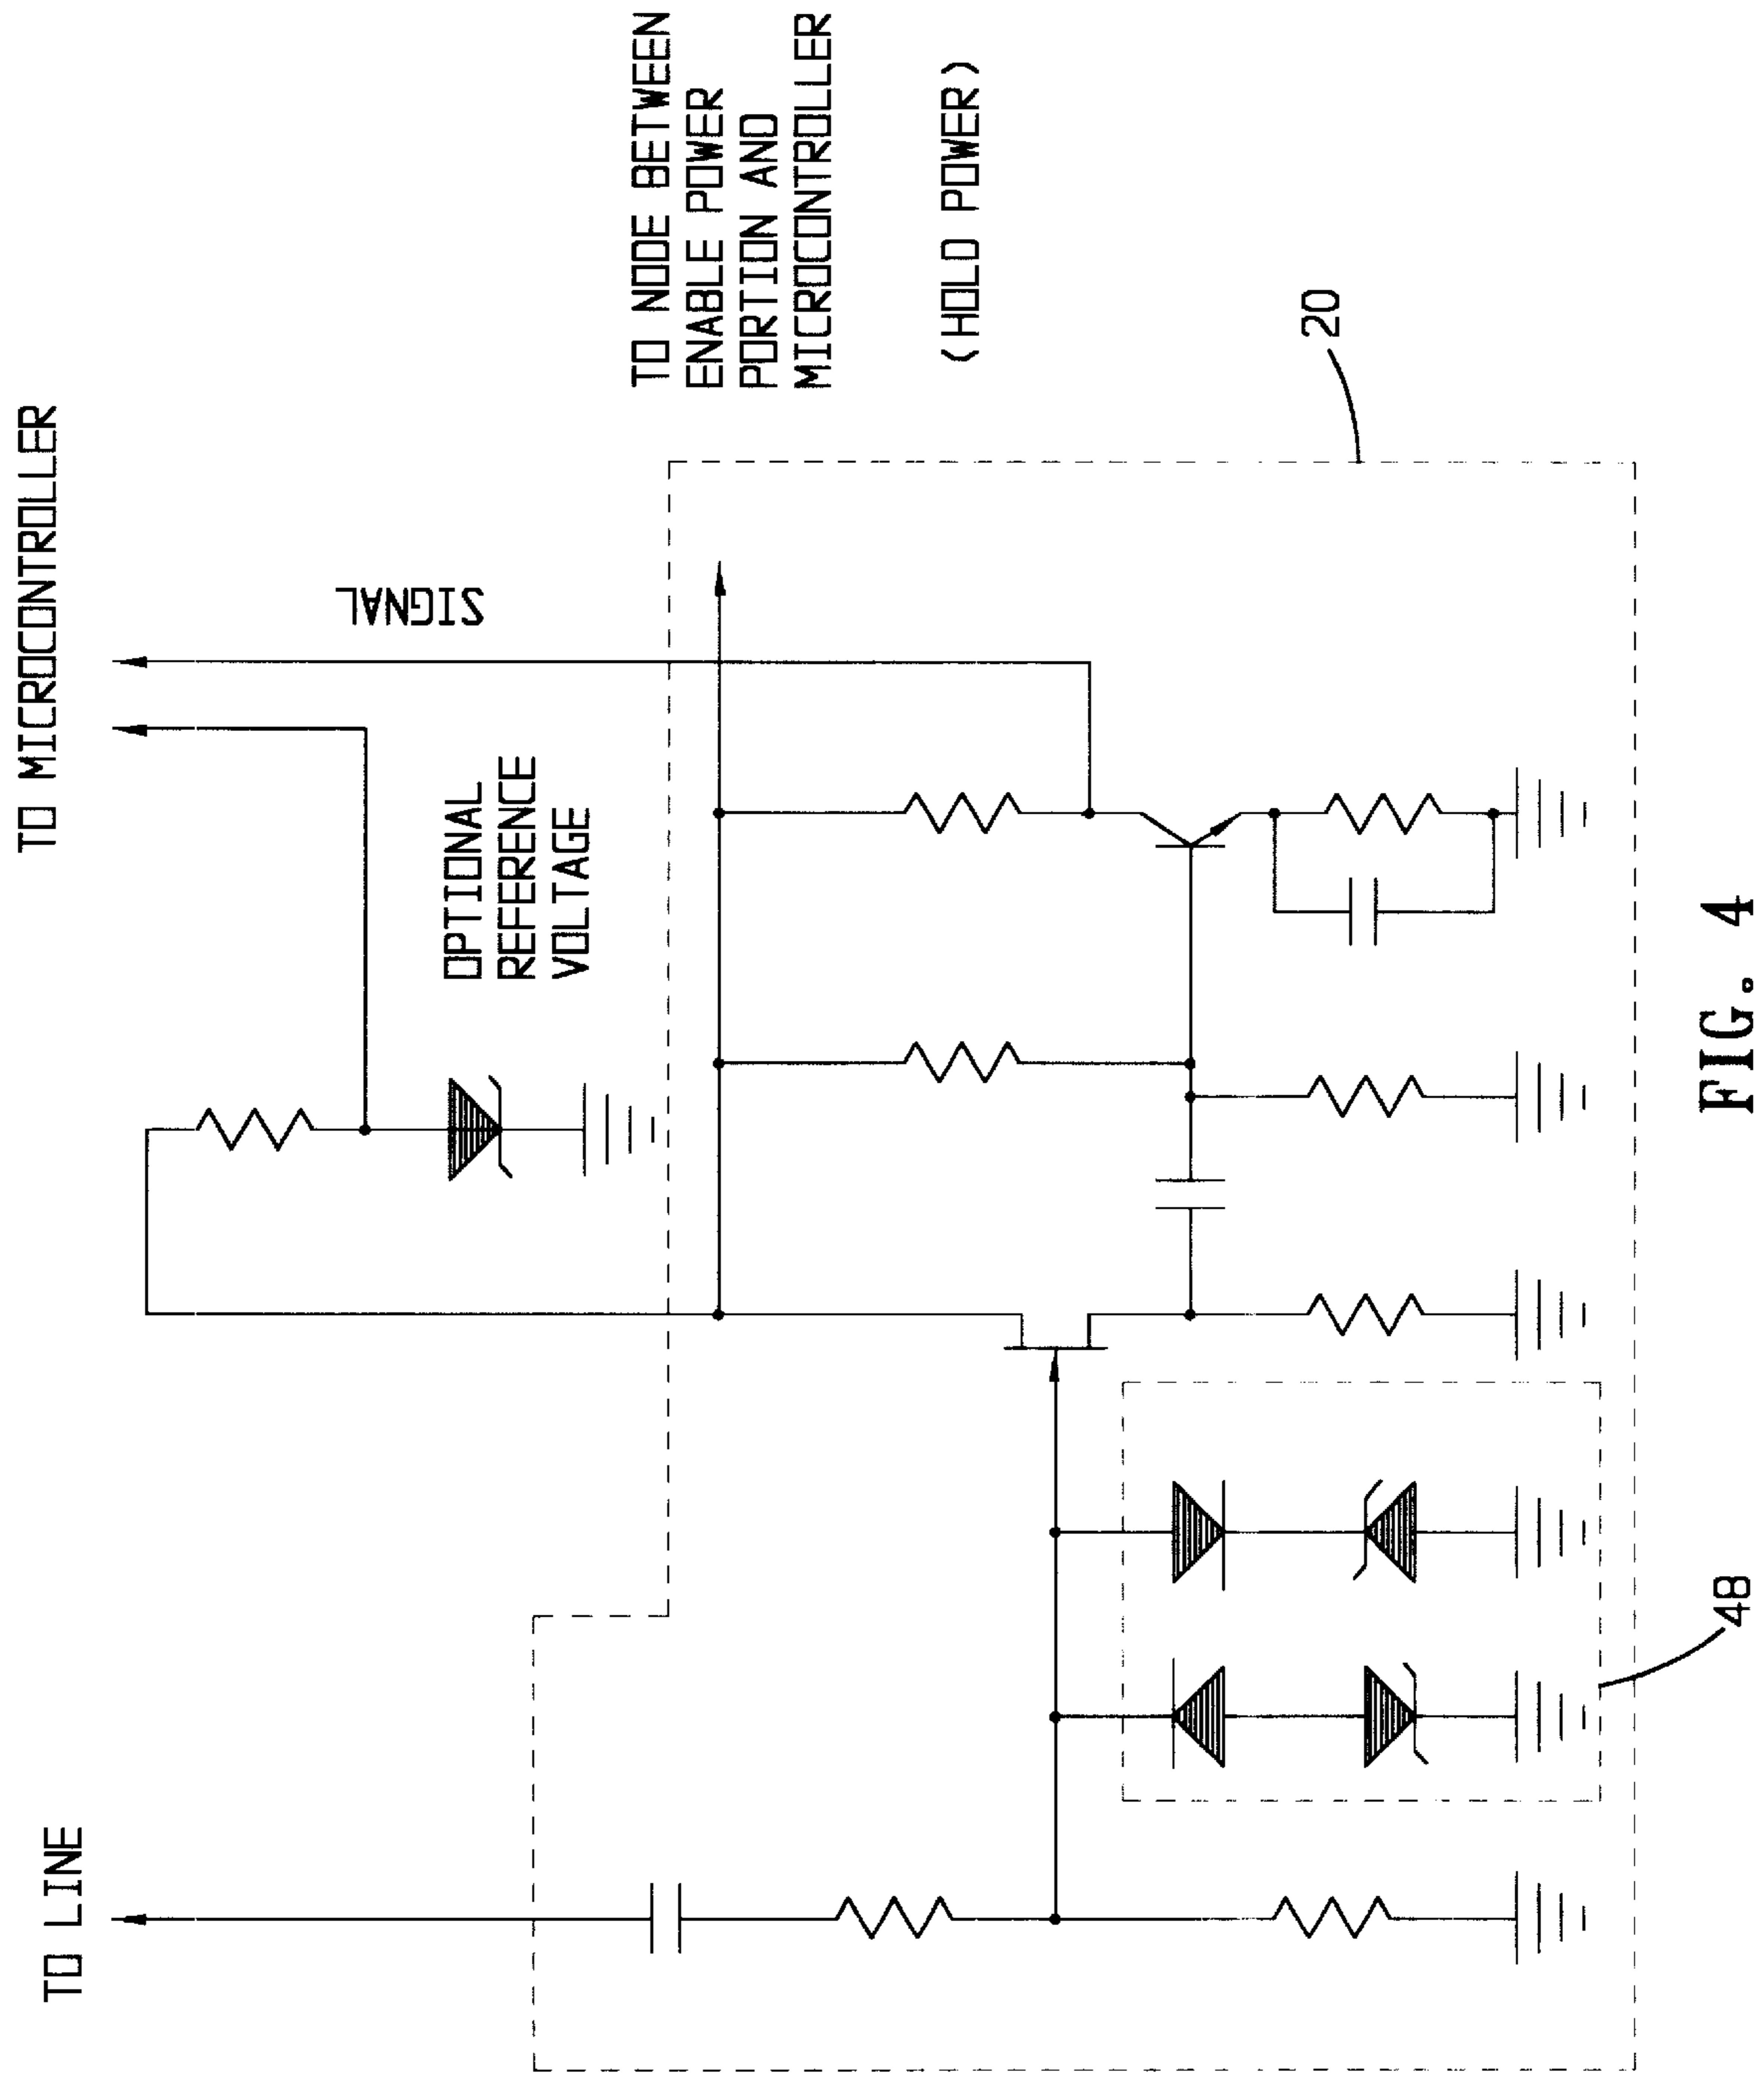 TO LINE
TO MICROCONTROLLER
SIGNAL
OPTIONAL
REFERENCE
VOLTAGE
TO NODE BETWEEN
ENABLE POWER
PORTION AND
MICROCONTROLLER
(HOLD POWER)
20
48
FIG. 4